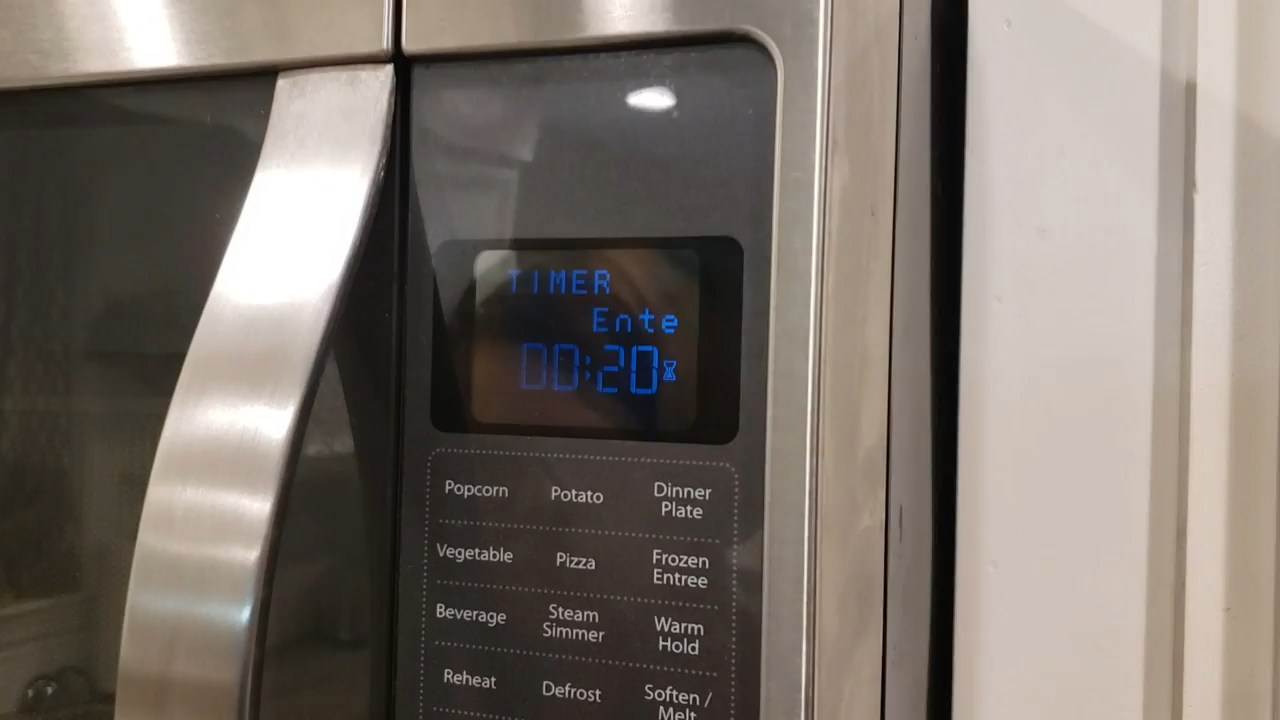 TIMER
Ente
00:20
Popcorn Potato Dinner Plate
Vegetable Pizza Frozen Entree
Beverage Steam Simmer Warm Hold
Reheat Defrost Soften / Melt